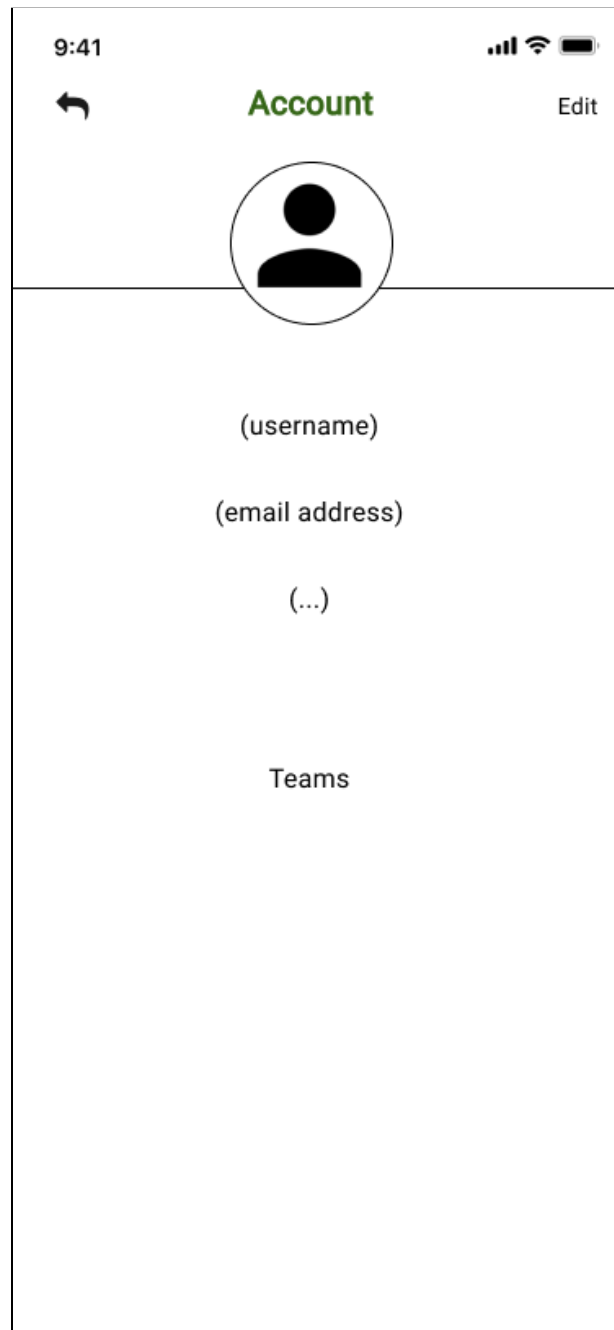 9:41
Account
Edit
(username)
(email address)
(...)
Teams